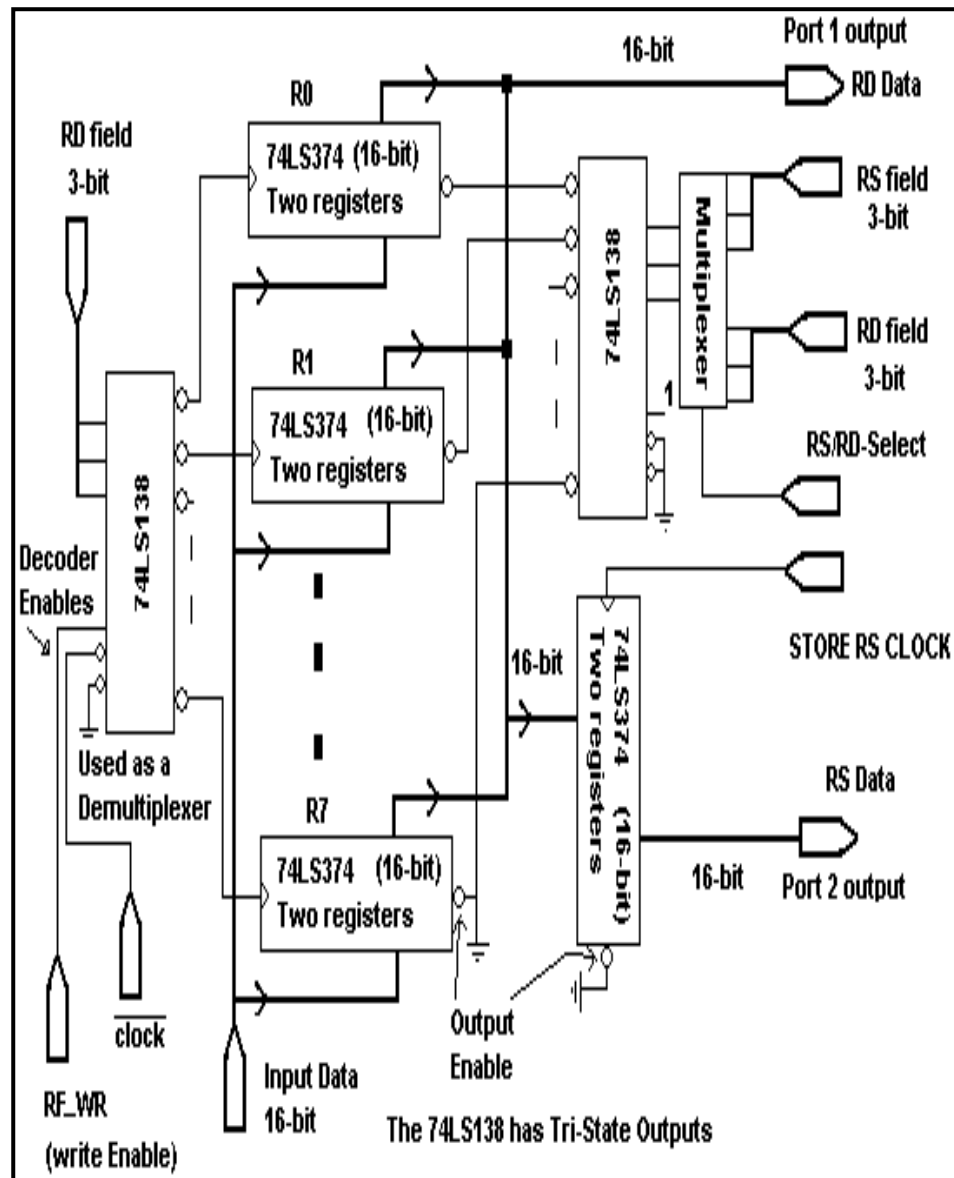 Port 1 output
16-bit
RD Data
R0
RD field
3-bit
74LS374 (16-bit)
Two registers
RS field
3-bit
Multiplexer
74LS138
R1
RD field
3-bit
1
74LS374 (16-bit)
Two registers
RS/RD-Select
74LS138
Decoder
Enables
STORE RS CLOCK
74LS374 (16-bit)
Two registers
16-bit
Used as a
Demultiplexer
R7
RS Data
74LS374 (16-bit)
Two registers
16-bit
Port 2 output
clock
Output
Enable
Input Data
16-bit
RF_WR
(write Enable)
The 74LS138 has Tri-State Outputs